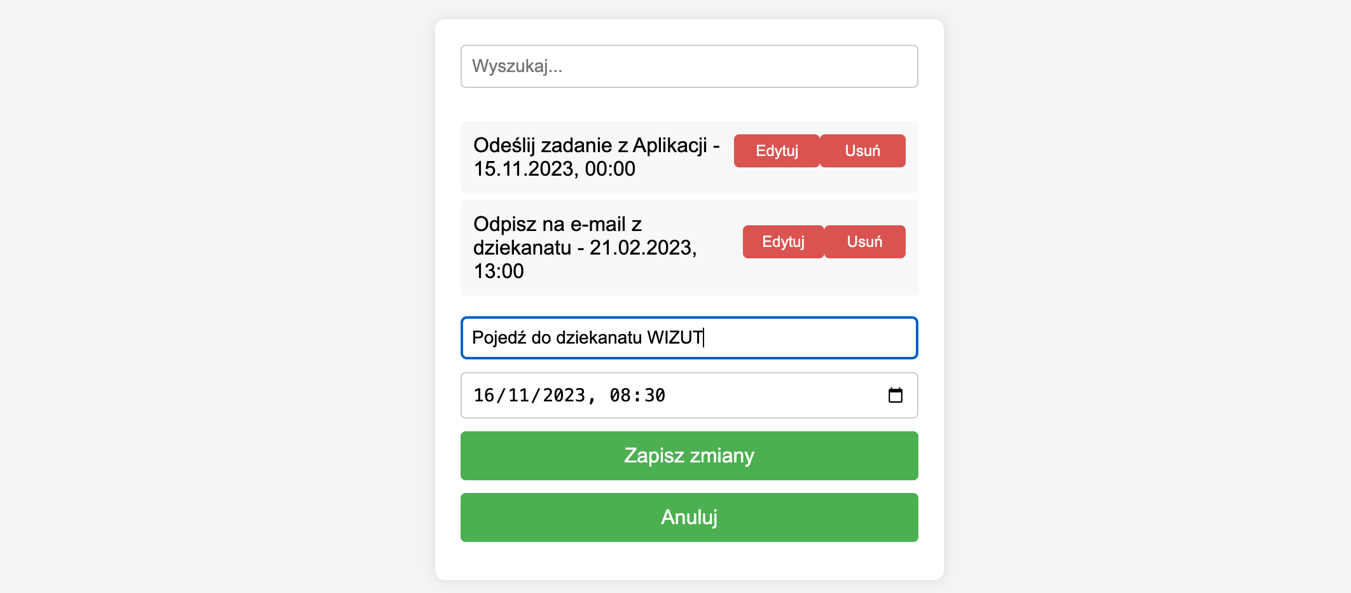 Wyszukaj...
Odeślij zadanie z Aplikacji -
15.11.2023, 00:00
Edytuj
Usuń
Odpisz na e-mail z
dziekanatu - 21.02.2023,
13:00
Edytuj
Usuń
Pojedź do dziekanatu WIZUT
16/11/2023, 08:30
Zapisz zmiany
Anuluj